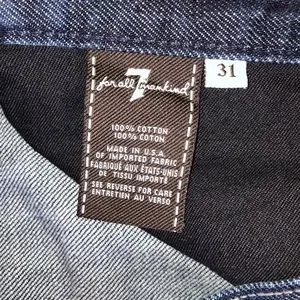 for all 7 mankind
31
100% COTTON
100% COTON
MADE IN U.S.A.
OF IMPORTED FABRIC
FABRIQUÉ AUX ÉTATS-UNIS
DE TISSU IMPORTÉ
SEE REVERSE FOR CARE
ENTRETIEN AU VERSO